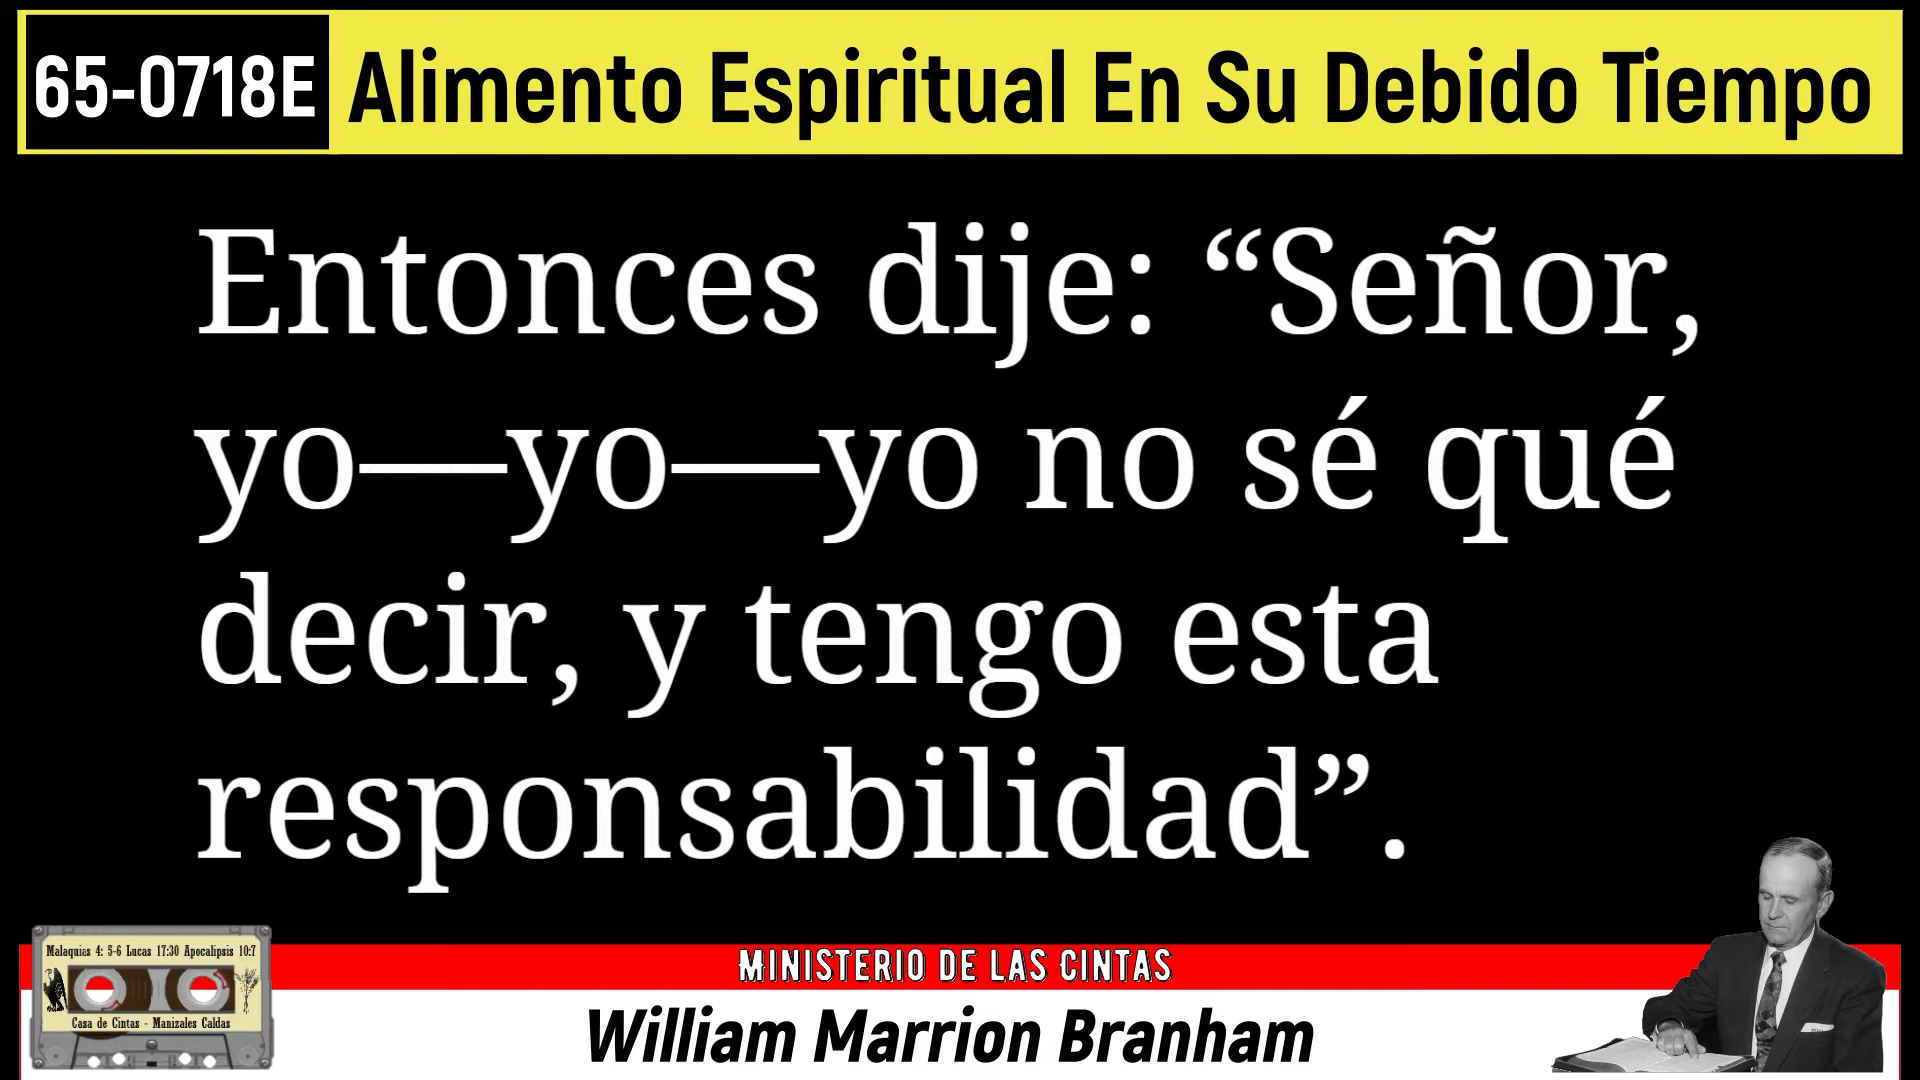 65-0718E Alimento Espiritual En Su Debido Tiempo
Entonces dije: “Señor,
yo—yo—yo no sé qué
decir, y tengo esta
responsabilidad”.
Malaquias 4: 5-6 Lucas 17:30 Apocalipsis 10:7
Casa de Cintas - Manizales Caldas
MINISTERIO DE LAS CINTAS
William Marrion Branham